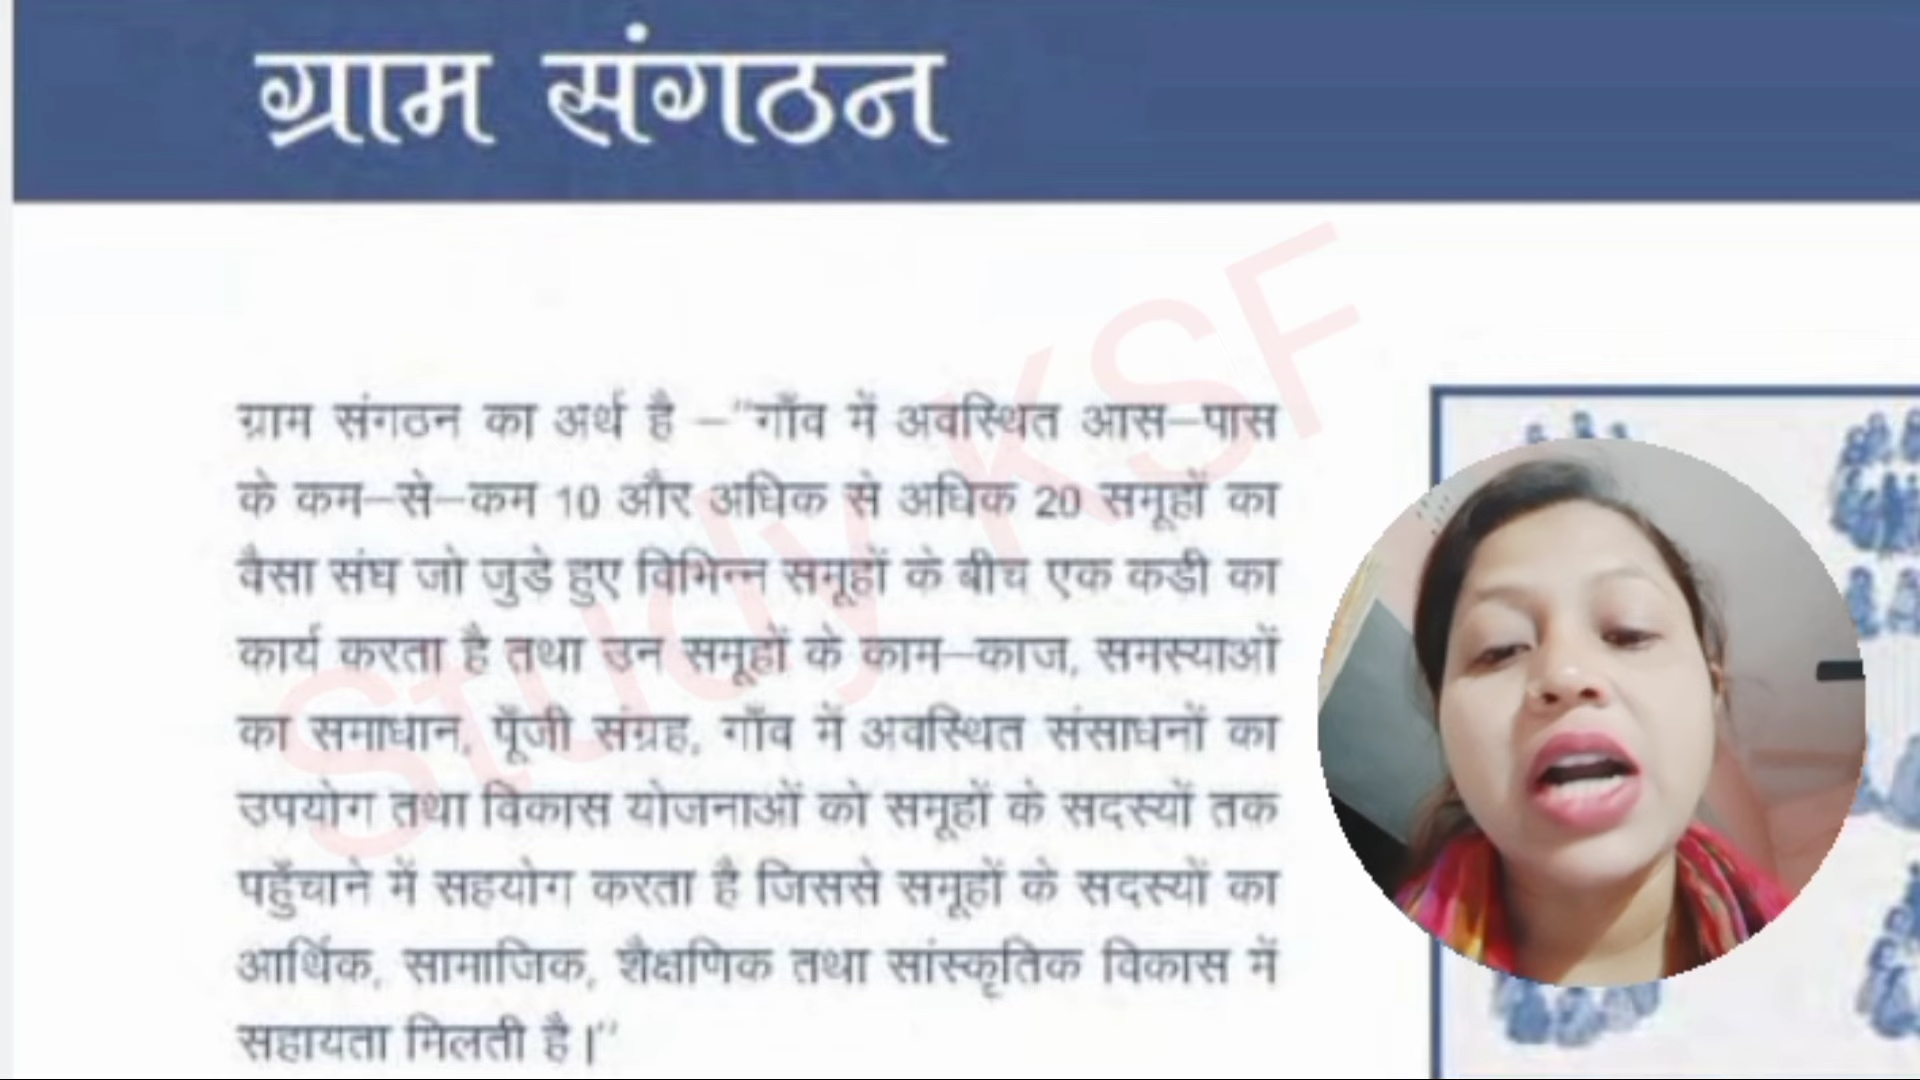 ग्राम संगठन
ग्राम संगठन का अर्थ है –"गाँव में अवस्थित आस–पास
के कम–से–कम 10 और अधिक से अधिक 20 समूहों का
वैसा संघ जो जुडे हुए विभिन्न समूहों के बीच एक कडी का
कार्य करता है तथा उन समूहों के काम–काज, समस्याओं
का समाधान, पूँजी संग्रह, गाँव में अवस्थित संसाधनों का
उपयोग तथा विकास योजनाओं को समूहों के सदस्यों तक
पहुँचाने में सहयोग करता है जिससे समूहों के सदस्यों का
आर्थिक, सामाजिक, शैक्षणिक तथा सांस्कृतिक विकास में
सहायता मिलती है।"
Study KSF